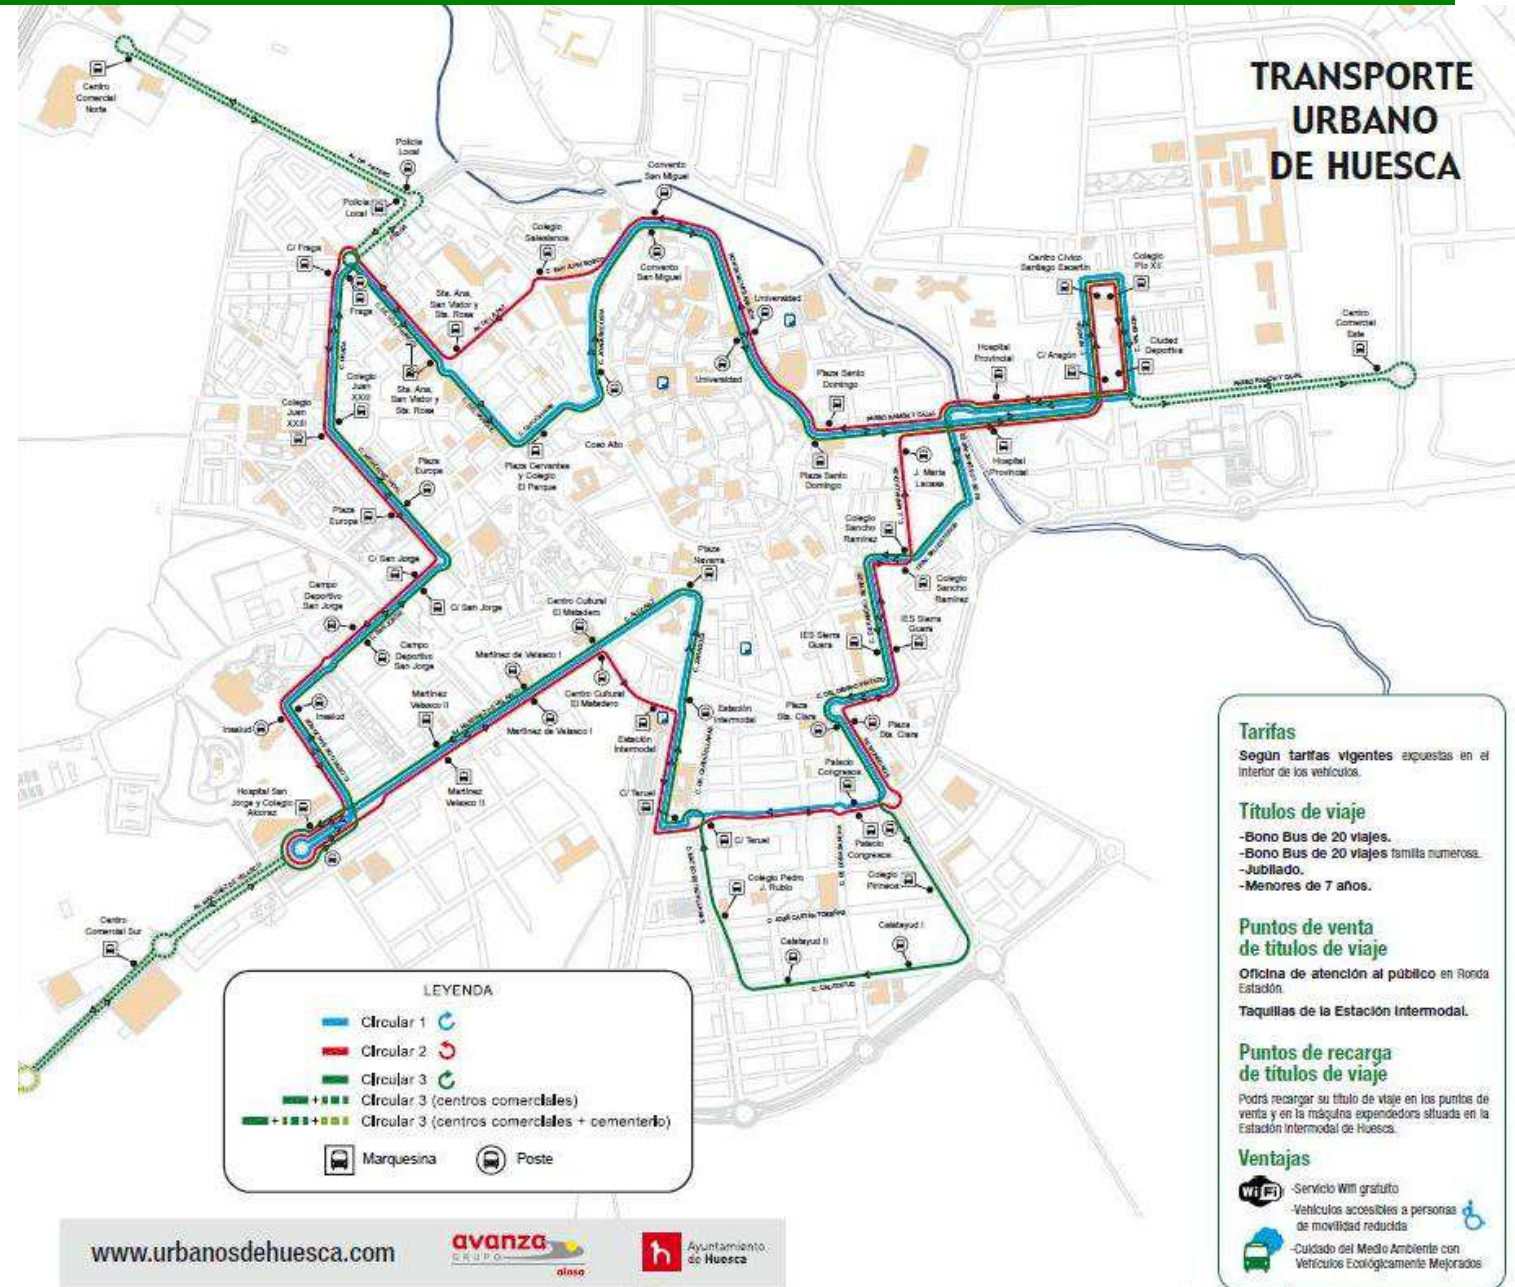 TRANSPORTE
URBANO
DE HUESCA
Centro
Comercial
Norte
Policía
Local
Policía
Local
C/ Fraga
Fraga
Colegio
Salesianos
Sta. Ana,
San Viator y
Sta. Rosa
Sta. Ana,
San Viator y
Sta. Rosa
Convento
San Miguel
Convento
San Miguel
Universidad
Universidad
Plaza Santo
Domingo
Plaza Santo
Domingo
PASEO RAMÓN Y CAJAL
Hospital
Provincial
Hospital
Provincial
Centro Cívico
Santiago Escartín
Colegio
Pío XII
C/ Aragón
Ciudad
Deportiva
Centro
Comercial
Este
PASEO RAMÓN Y CAJAL
Colegio
Juan
XXIII
Colegio
Juan
XXIII
Plaza Cervantes
y Colegio
El Parque
Coso Alto
J. María
Lacasa
Plaza
Europa
Plaza
Europa
Colegio
Sancho
Ramírez
Colegio
Sancho
Ramírez
C/ San Jorge
C/ San Jorge
Campo
Deportivo
San Jorge
Campo
Deportivo
San Jorge
Plaza
Navarra
Centro Cultural
El Matadero
Centro Cultural
El Matadero
IES Sierra
Guara
IES Sierra
Guara
Martínez de Velasco I
Martínez de Velasco I
Martínez
Velasco II
Martínez
Velasco II
Insalud
Insalud
Estación
Intermodal
Estación
Intermodal
Plaza
Sta. Clara
Plaza
Sta. Clara
Palacio
Congresos
Palacio
Congresos
Hospital San
Jorge y Colegio
Alcoraz
C/ Teruel
C/ Teruel
Colegio Pedro
J. Rubio
Colegio
Pirineos
Calatayud I
Calatayud II
C. CALATAYUD
Centro
Comercial Sur
LEYENDA
Circular 1
Circular 2
Circular 3
Circular 3 (centros comerciales)
Circular 3 (centros comerciales + cementerio)
Marquesina
Poste
Tarifas
Según tarifas vigentes expuestas en el
interior de los vehículos.
Títulos de viaje
-Bono Bus de 20 viajes.
-Bono Bus de 20 viajes familia numerosa.
-Jubilado.
-Menores de 7 años.
Puntos de venta
de títulos de viaje
Oficina de atención al público en Ronda
Estación.
Taquillas de la Estación Intermodal.
Puntos de recarga
de títulos de viaje
Podrá recargar su título de viaje en los puntos de
venta y en la máquina expendedora situada en la
Estación Intermodal de Huesca.
Ventajas
WiFi
-Servicio Wifi gratuito
-Vehículos accesibles a personas
de movilidad reducida
-Cuidado del Medio Ambiente con
Vehículos Ecológicamente Mejorados
www.urbanosdehuesca.com
avanza
GRUPO
alosa
h
Ayuntamiento
de Huesca